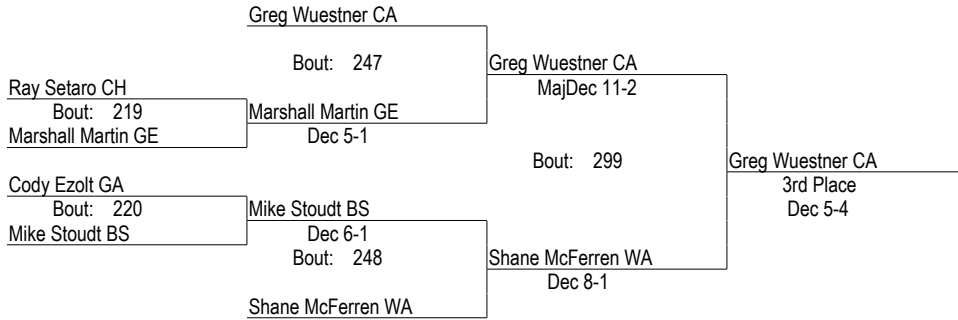 Greg Wuestner CA
Bout: 247
Greg Wuestner CA
MajDec 11-2
Ray Setaro CH
Bout: 219
Marshall Martin GE
Marshall Martin GE
Dec 5-1
Bout: 299
Greg Wuestner CA
3rd Place
Dec 5-4
Cody Ezolt GA
Bout: 220
Mike Stoudt BS
Mike Stoudt BS
Dec 6-1
Bout: 248
Shane McFerren WA
Dec 8-1
Shane McFerren WA